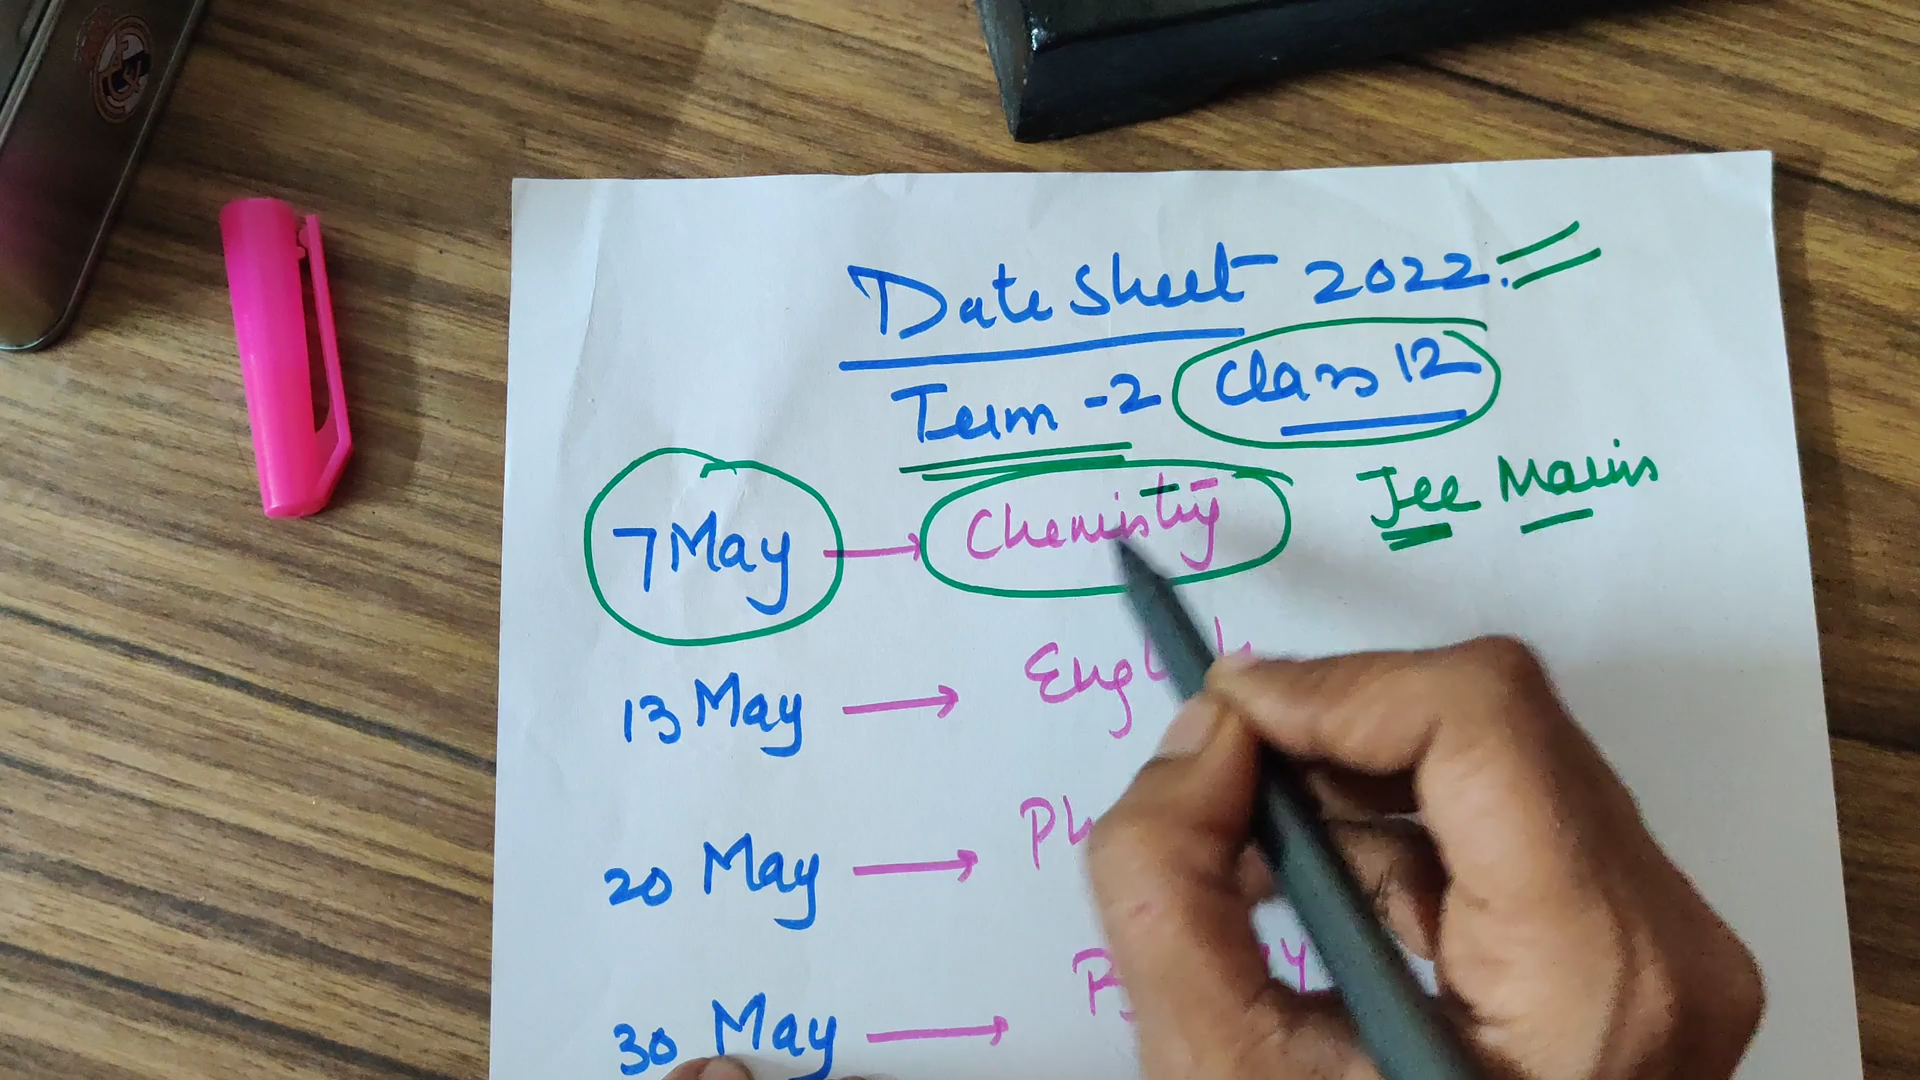 Date Sheet 2022.
Term-2 Class 12
Jee Mains
7 May → Chemistry
13 May →
20 May →
30 May →